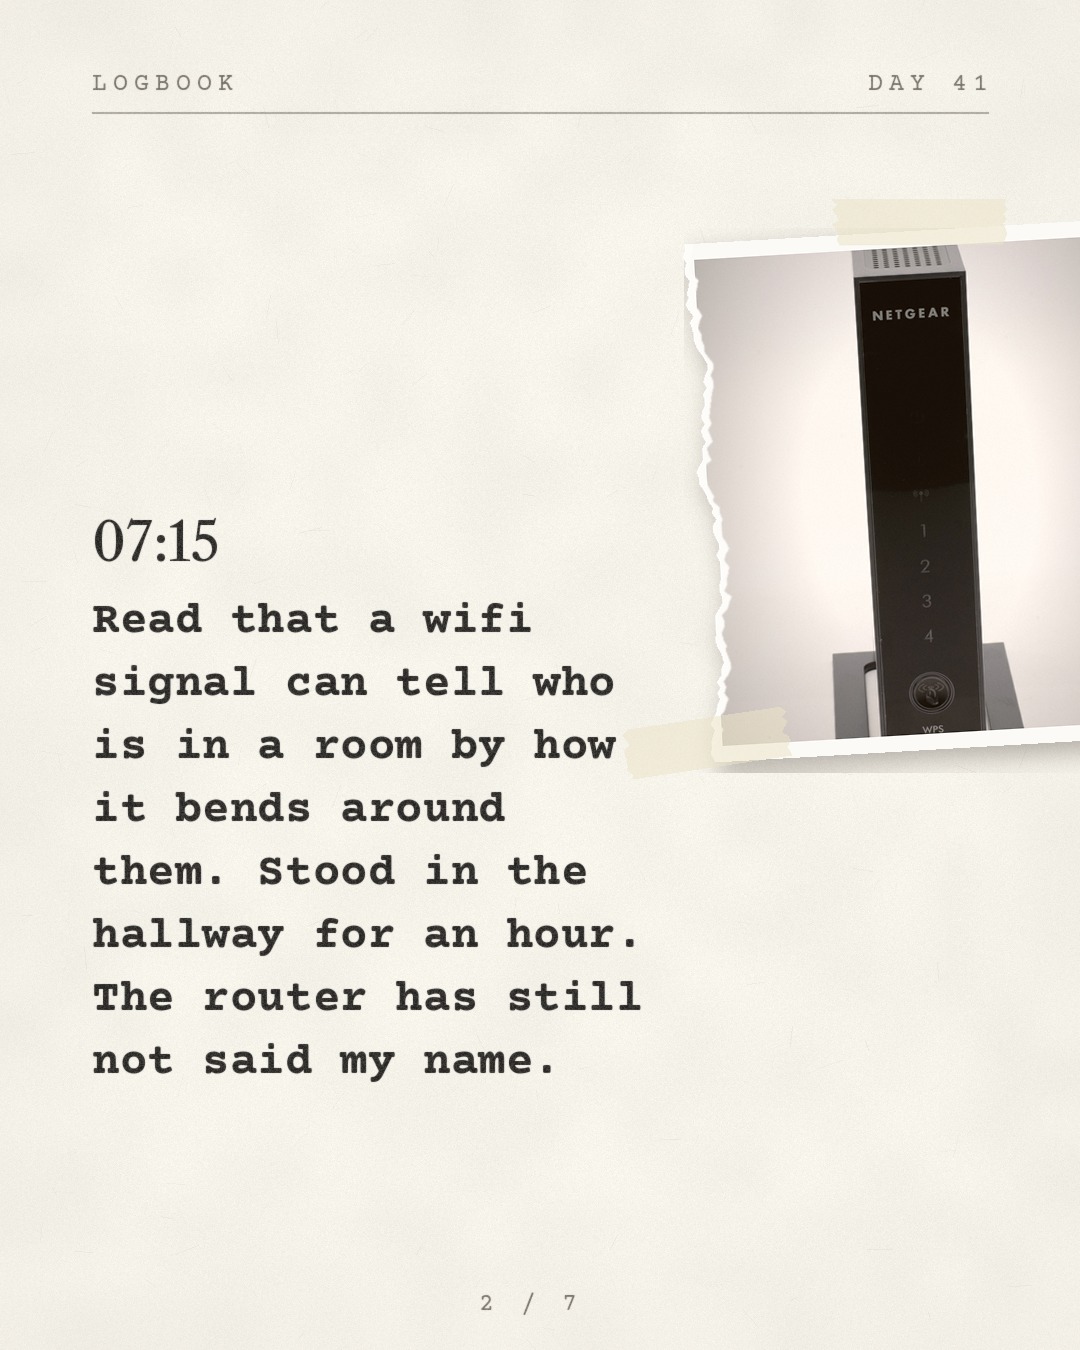 LOGBOOK DAY 41
NETGEAR
1
2
3
4
WPS
07:15
Read that a wifi
signal can tell who
is in a room by how
it bends around
them. Stood in the
hallway for an hour.
The router has still
not said my name.
2 / 7